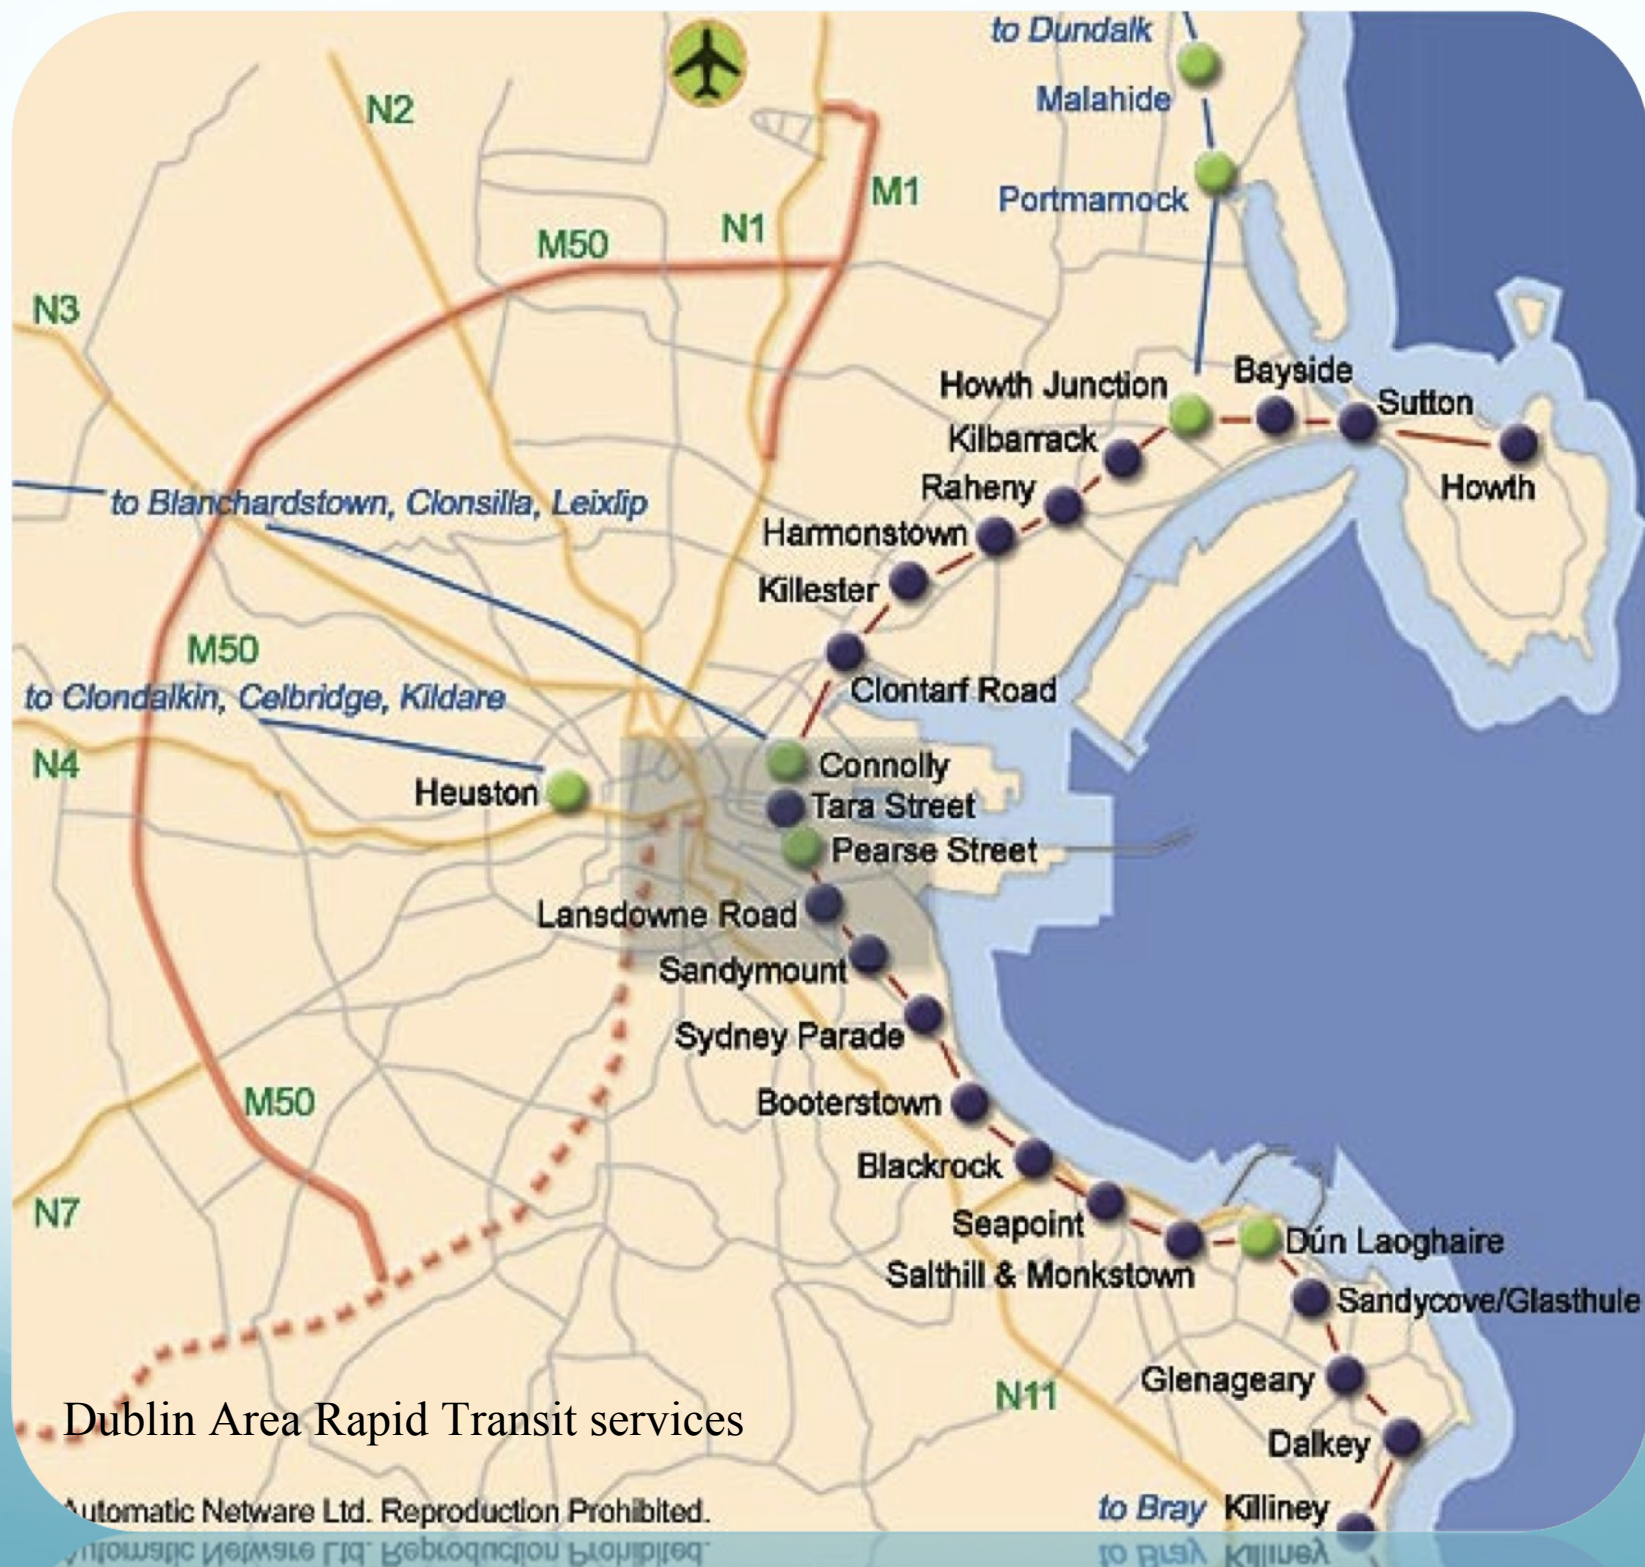 to Dundalk
Malahide
N2
M1
Portmarnock
N1
M50
N3
Bayside
Howth Junction
Sutton
Kilbarrack
Raheny
Howth
to Blanchardstown, Clonsilla, Leixlip
Harmonstown
Killester
M50
to Clondalkin, Celbridge, Kildare
Clontarf Road
N4
Connolly
Heuston
Tara Street
Pearse Street
Lansdowne Road
Sandymount
Sydney Parade
M50
Booterstown
Blackrock
N7
Seapoint
Dún Laoghaire
Salthill & Monkstown
Sandycove/Glasthule
Glenageary
N11
Dublin Area Rapid Transit services
Dalkey
to Bray Killiney
Automatic Netware Ltd. Reproduction Prohibited.